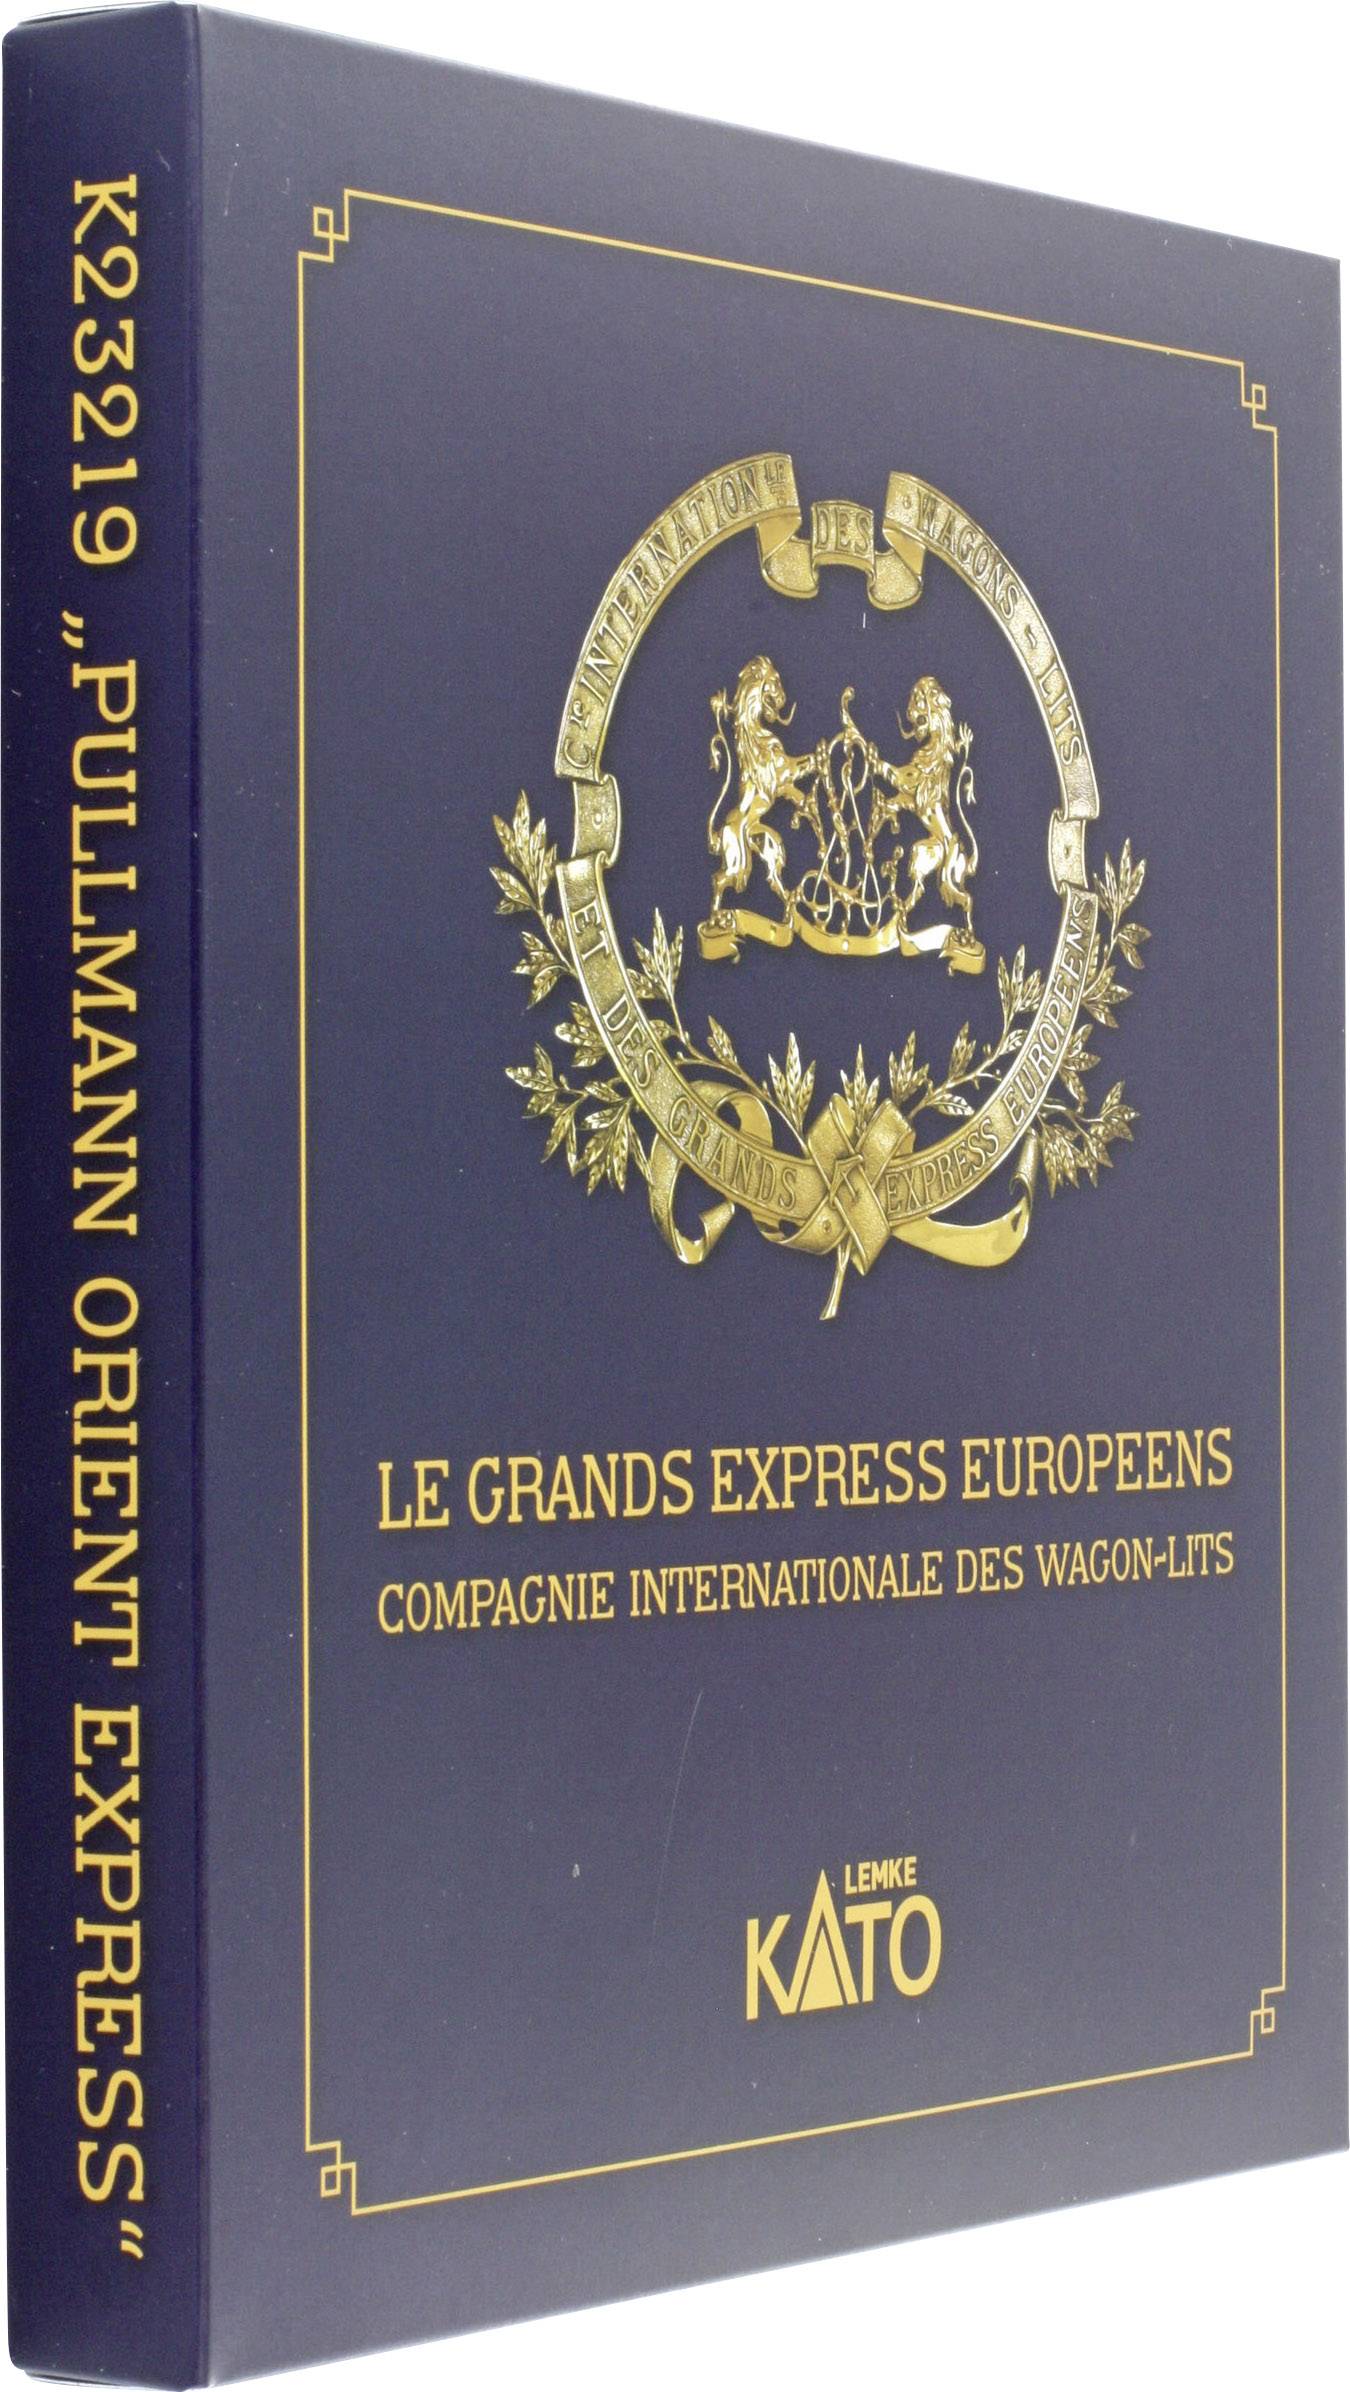 K23219 „PULLMANN ORIENT EXPRESS“
CIE INTERNATIONLE DES WAGONS-LITS
ET DES GRANDS EXPRESS EUROPEENS
LE GRANDS EXPRESS EUROPEENS
COMPAGNIE INTERNATIONALE DES WAGON-LITS
LEMKE
KATO